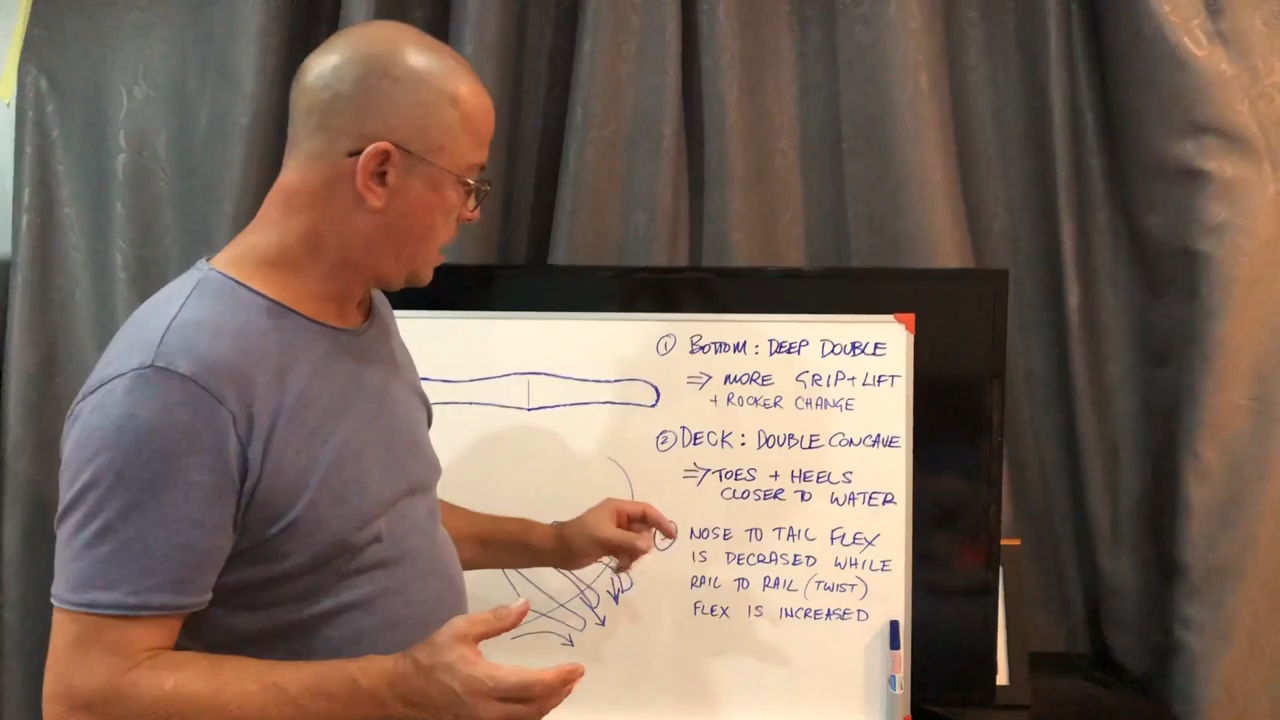 ① BOTTOM: DEEP DOUBLE
⇒ MORE GRIP + LIFT
+ ROCKER CHANGE
② DECK: DOUBLE CONCAVE
⇒ TOES + HEELS
CLOSER TO WATER
NOSE TO TAIL FLEX
IS DECRASED WHILE
RAIL TO RAIL (TWIST)
FLEX IS INCREASED